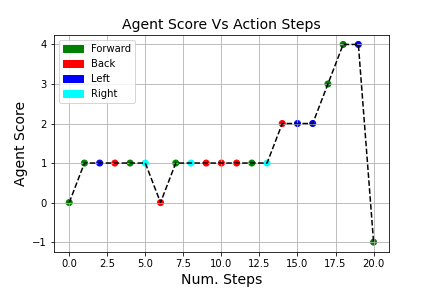 Agent Score Vs Action Steps
Forward
Back
Left
Right
Agent Score
4
3
2
1
0
−1
0.0 2.5 5.0 7.5 10.0 12.5 15.0 17.5 20.0
Num. Steps